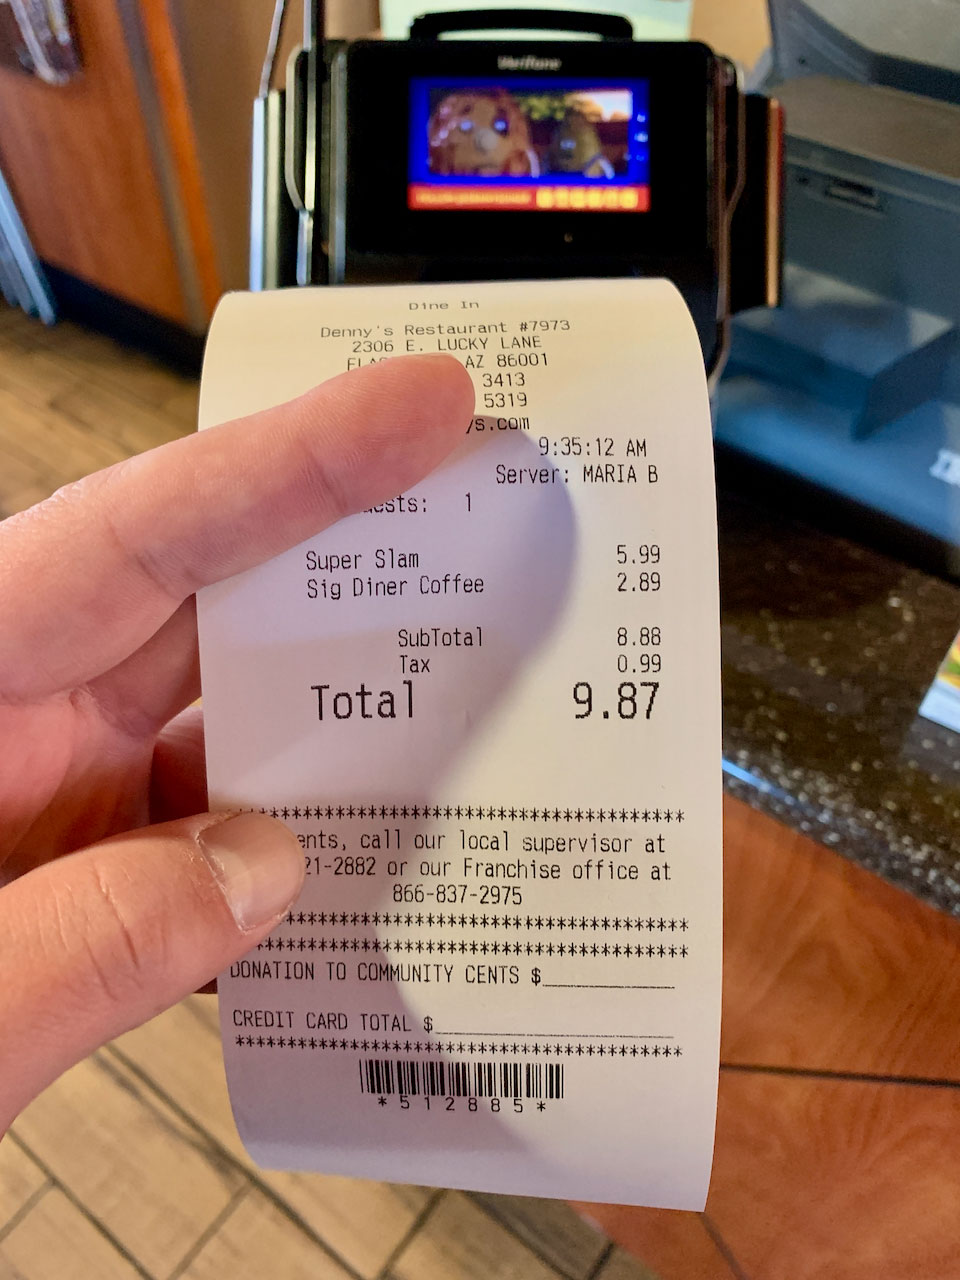 Verifone
Dine In
Denny's Restaurant #7973
2306 E. LUCKY LANE
AZ 86001
3413
5319
s.com
9:35:12 AM
Server: MARIA B
ests: 1
Super Slam 5.99
Sig Diner Coffee 2.89
SubTotal 8.88
Tax 0.99
Total 9.87
****************************************
ents, call our local supervisor at
21-2882 or our Franchise office at
866-837-2975
****************************************
****************************************
DONATION TO COMMUNITY CENTS $____________
CREDIT CARD TOTAL $______________________
****************************************
*512885*